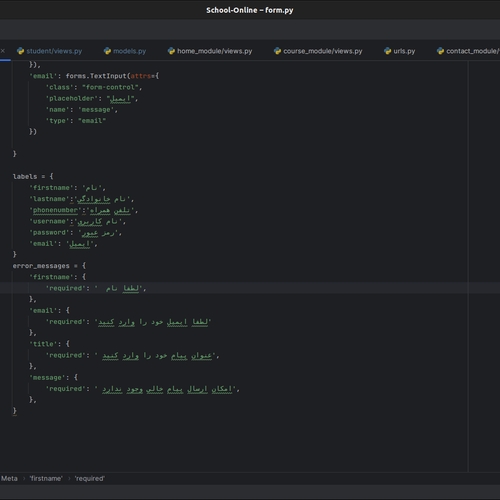 School-Online – form.py
student/views.py models.py home_module/views.py course_module/views.py urls.py contact_module/
}),
'email': forms.TextInput(attrs={
'class': "form-control",
'placeholder': "ایمیل",
'name': 'message',
'type': "email"
})
}
labels = {
'firstname': 'نام',
'lastname':'نام خانوادگی',
'phonenumber':'تلفن همراه',
'username':'نام کاربری',
'password': 'رمز عبور',
'email': 'ایمیل',
}
error_messages = {
'firstname': {
'required': ' لطفا نام',
},
'email': {
'required': 'لطفا ایمیل خود را وارد کنید'
},
'title': {
'required': ' عنوان پیام خود را وارد کنید',
},
'message': {
'required': ' امکان ارسال پیام خالی وجود ندارد',
},
}
Meta › 'firstname' › 'required'